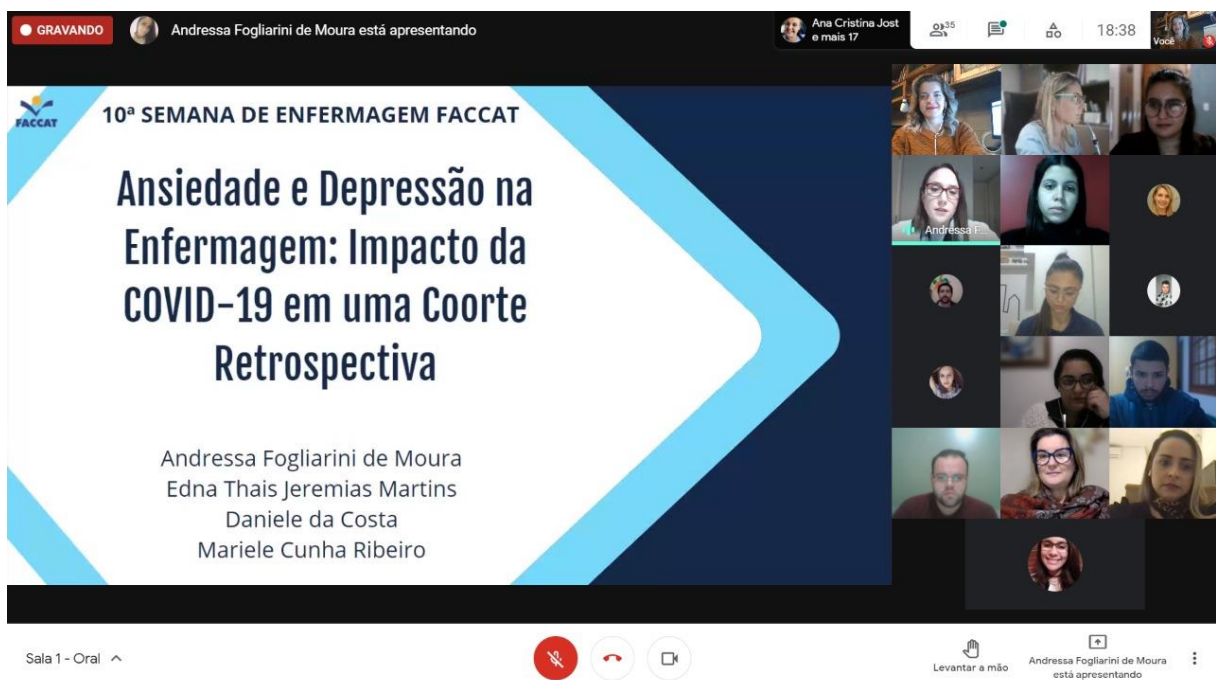 GRAVANDO
Andressa Fogliarini de Moura está apresentando
Ana Cristina Jost
e mais 17
35
18:38
Você
FACCAT
10ª SEMANA DE ENFERMAGEM FACCAT
Ansiedade e Depressão na
Enfermagem: Impacto da
COVID-19 em uma Coorte
Retrospectiva
Andressa Fogliarini de Moura
Edna Thais Jeremias Martins
Daniele da Costa
Mariele Cunha Ribeiro
Andressa F...
Sala 1 - Oral
Levantar a mão
Andressa Fogliarini de Moura
está apresentando